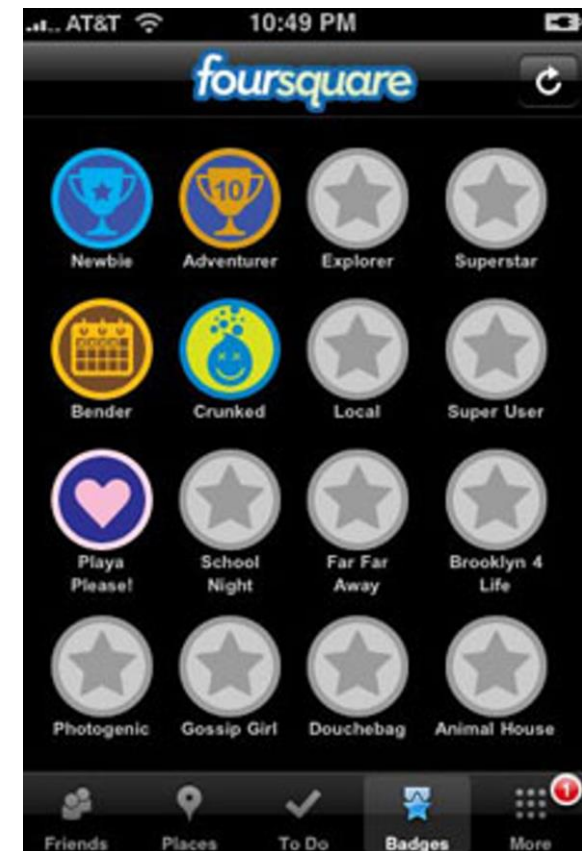 AT&T 10:49 PM
foursquare
10
Newbie Adventurer Explorer Superstar
Bender Crunked Local Super User
Playa Please! School Night Far Far Away Brooklyn 4 Life
Photogenic Gossip Girl Douchebag Animal House
1
Friends Places To Do Badges More